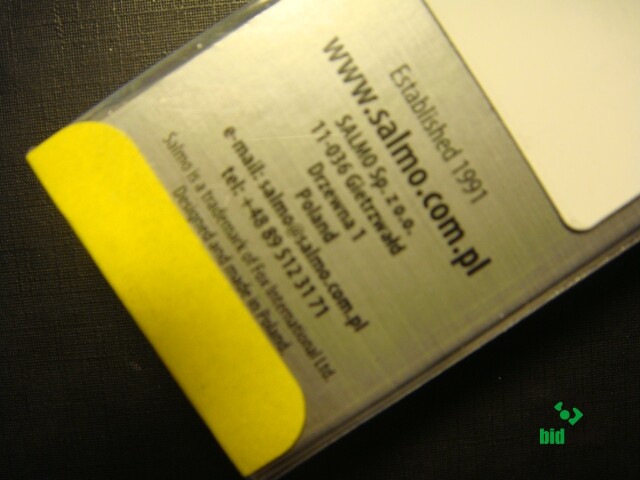 Established 1991
www.salmo.com.pl
SALMO Sp. z o.o.
11-036 Gietrzwałd
Drzewna 1
Poland
e-mail: salmo@salmo.com.pl
tel: +48 89 512 31 71
Salmo is a trademark of Fox International Ltd.
Designed and made in Poland.
bid